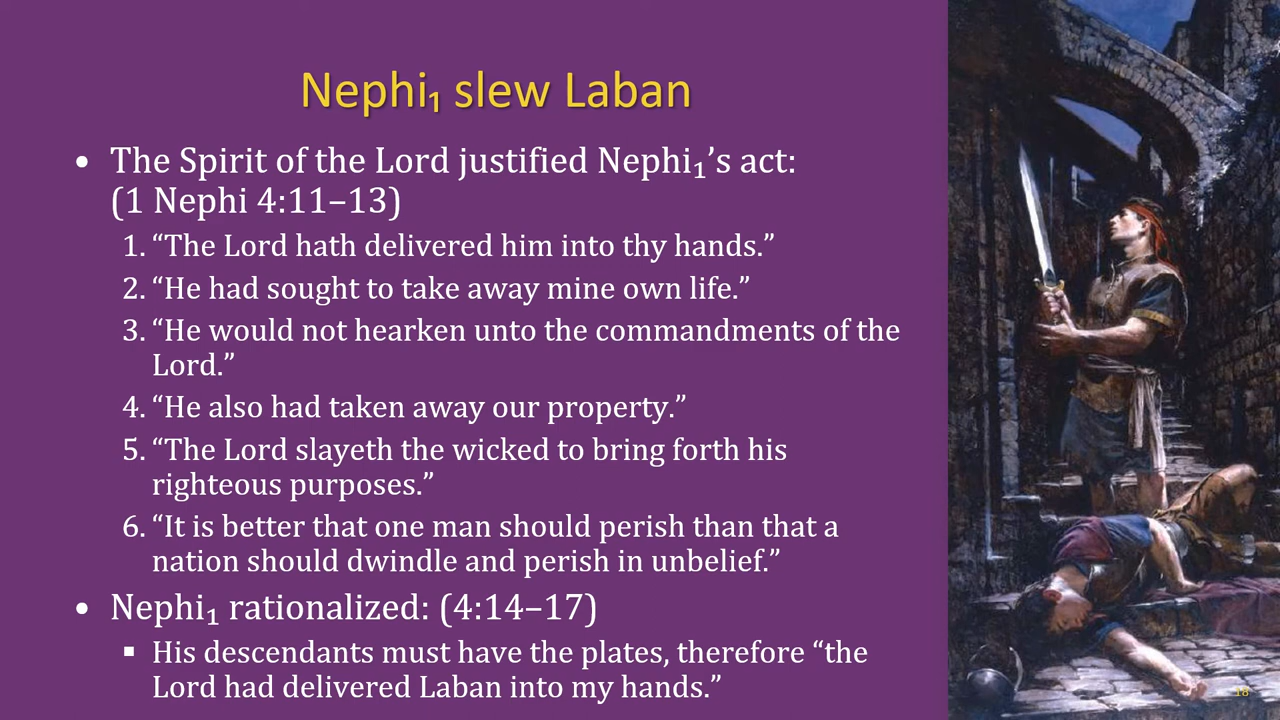 Nephi₁ slew Laban
• The Spirit of the Lord justified Nephi₁’s act:
(1 Nephi 4:11–13)
1. “The Lord hath delivered him into thy hands.”
2. “He had sought to take away mine own life.”
3. “He would not hearken unto the commandments of the
Lord.”
4. “He also had taken away our property.”
5. “The Lord slayeth the wicked to bring forth his
righteous purposes.”
6. “It is better that one man should perish than that a
nation should dwindle and perish in unbelief.”
• Nephi₁ rationalized: (4:14–17)
▪ His descendants must have the plates, therefore “the
Lord had delivered Laban into my hands.”
18